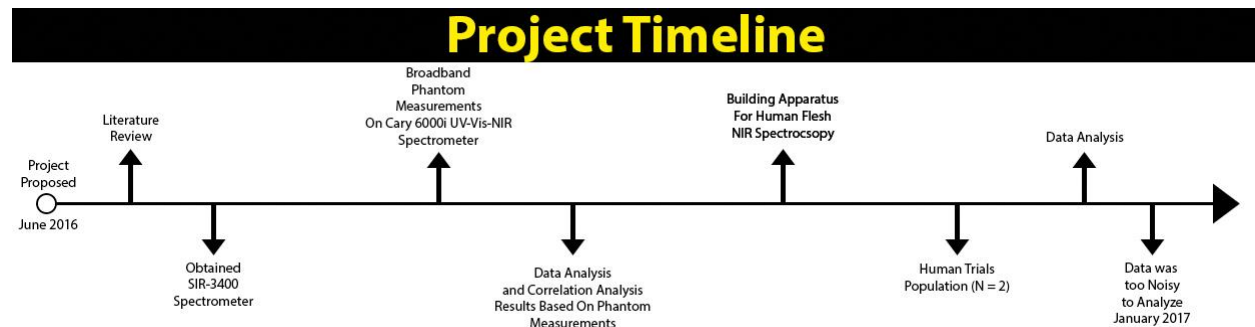 Project Timeline
Project
Proposed
June 2016
Literature
Review
Obtained
SIR-3400
Spectrometer
Broadband
Phantom
Measurements
On Cary 6000i UV-Vis-NIR
Spectrometer
Data Analysis
and Correlation Analysis
Results Based On Phantom
Measurements
Building Apparatus
For Human Flesh
NIR Spectrocsopy
Human Trials
Population (N = 2)
Data Analysis
Data was
too Noisy
to Analyze
January 2017